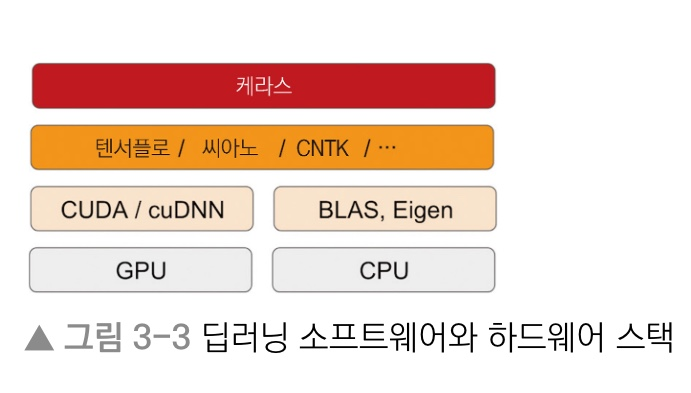 케라스
텐서플로 / 씨아노 / CNTK / …
CUDA / cuDNN
BLAS, Eigen
GPU
CPU
▲ 그림 3-3 딥러닝 소프트웨어와 하드웨어 스택